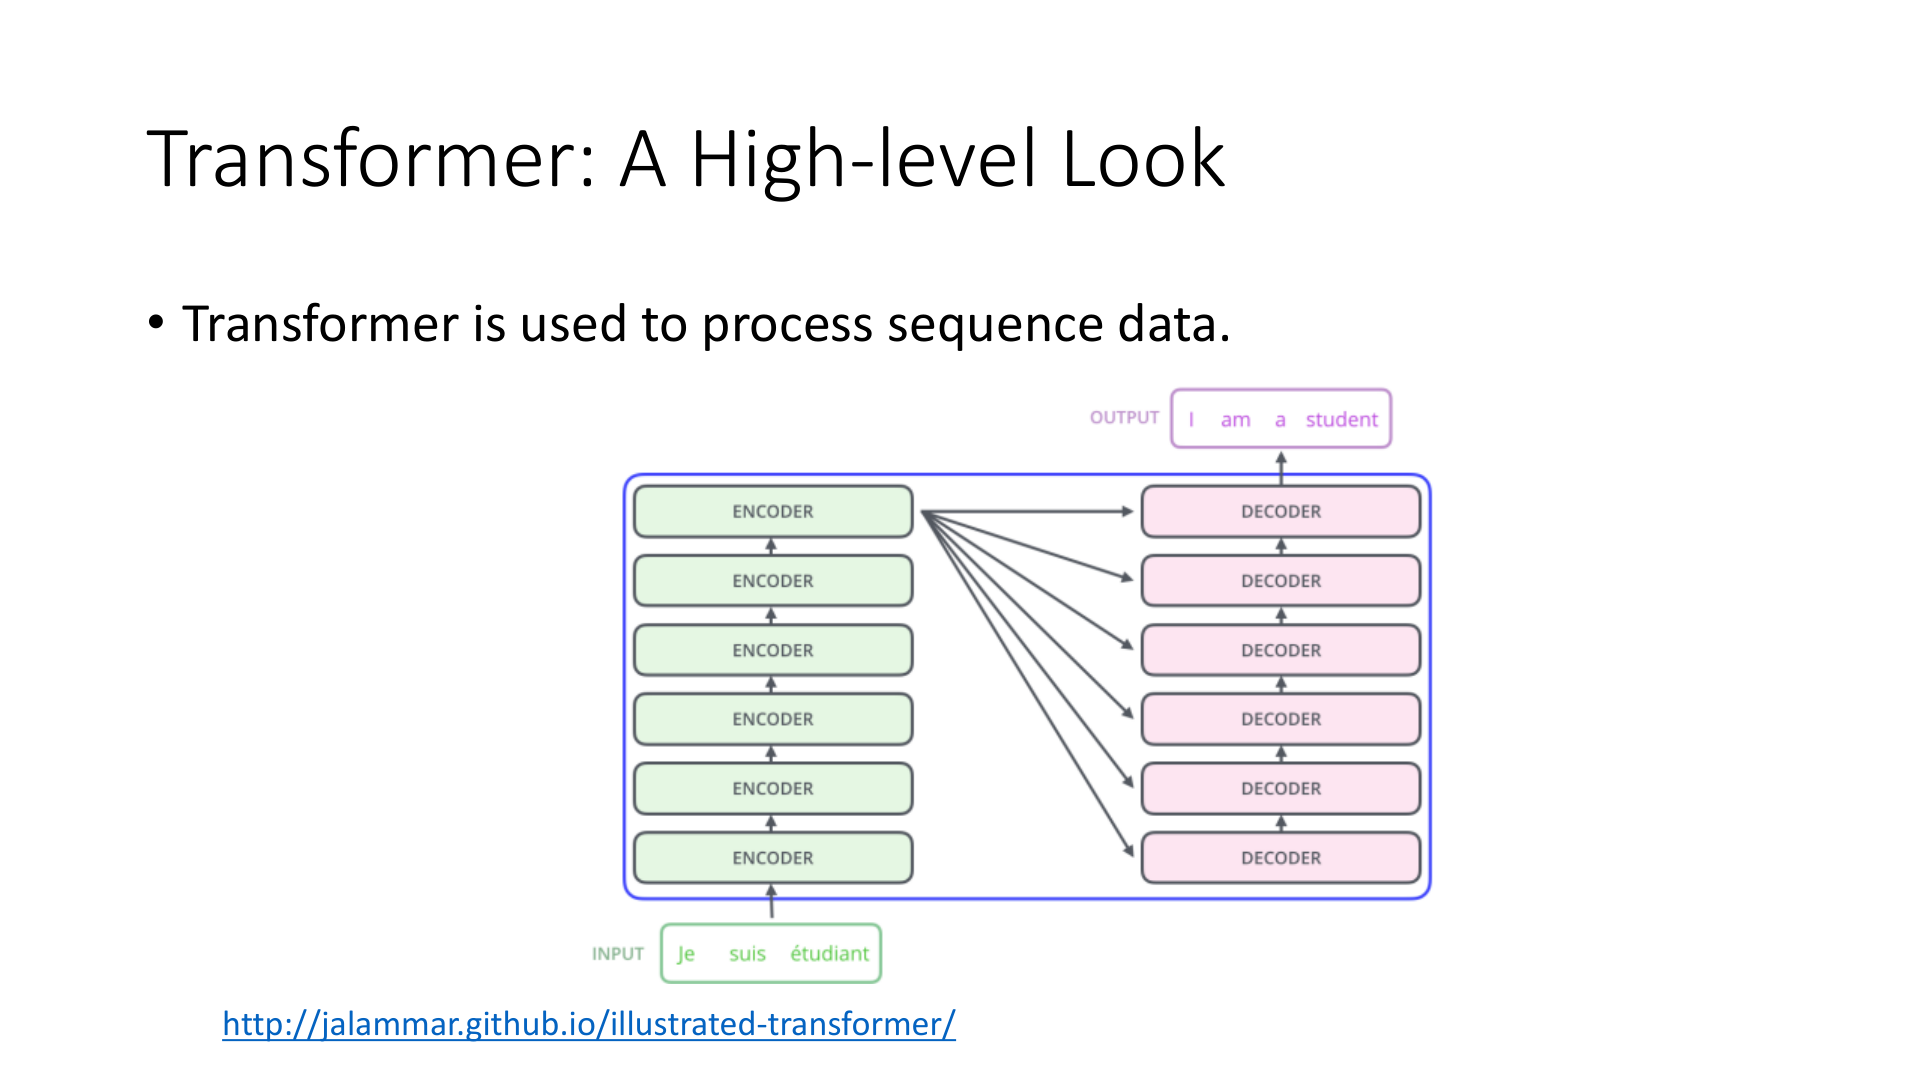 Transformer: A High-level Look
• Transformer is used to process sequence data.
OUTPUT I am a student
ENCODER DECODER
ENCODER DECODER
ENCODER DECODER
ENCODER DECODER
ENCODER DECODER
ENCODER DECODER
INPUT Je suis étudiant
http://jalammar.github.io/illustrated-transformer/